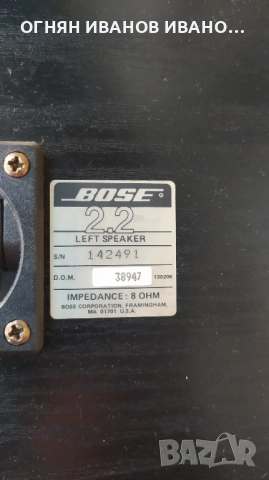 ОГНЯН ИВАНОВ ИВАНО...
BOSE
2.2
LEFT SPEAKER
S/N 142491
D.O.M. 38947 130296
IMPEDANCE: 8 OHM
BOSE CORPORATION, FRAMINGHAM,
MA 01701 U.S.A.
BAZAR